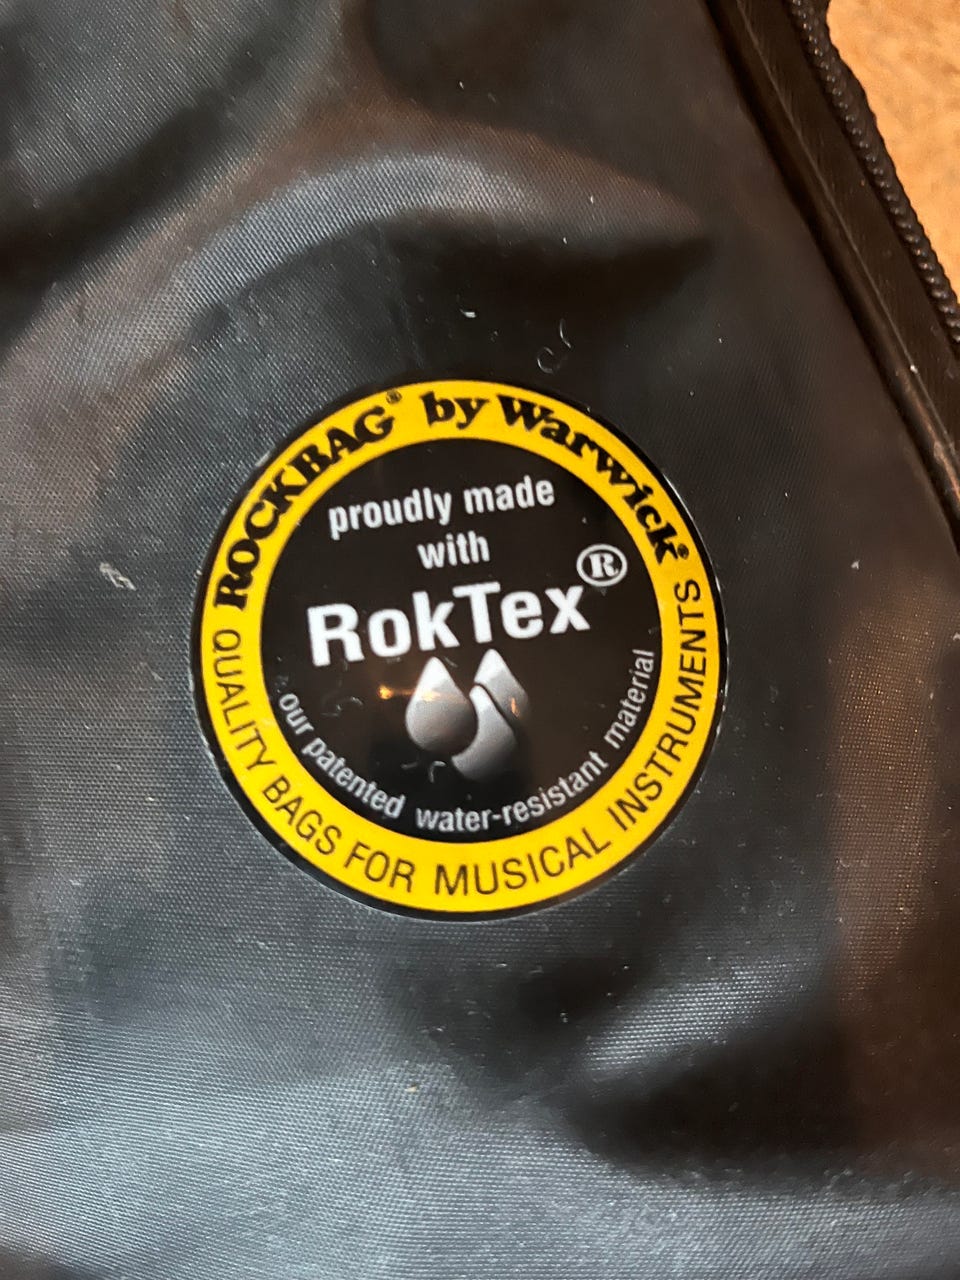 ROCKBAG® by Warwick®
proudly made
with
RokTex®
our patented water-resistant material
QUALITY BAGS FOR MUSICAL INSTRUMENTS